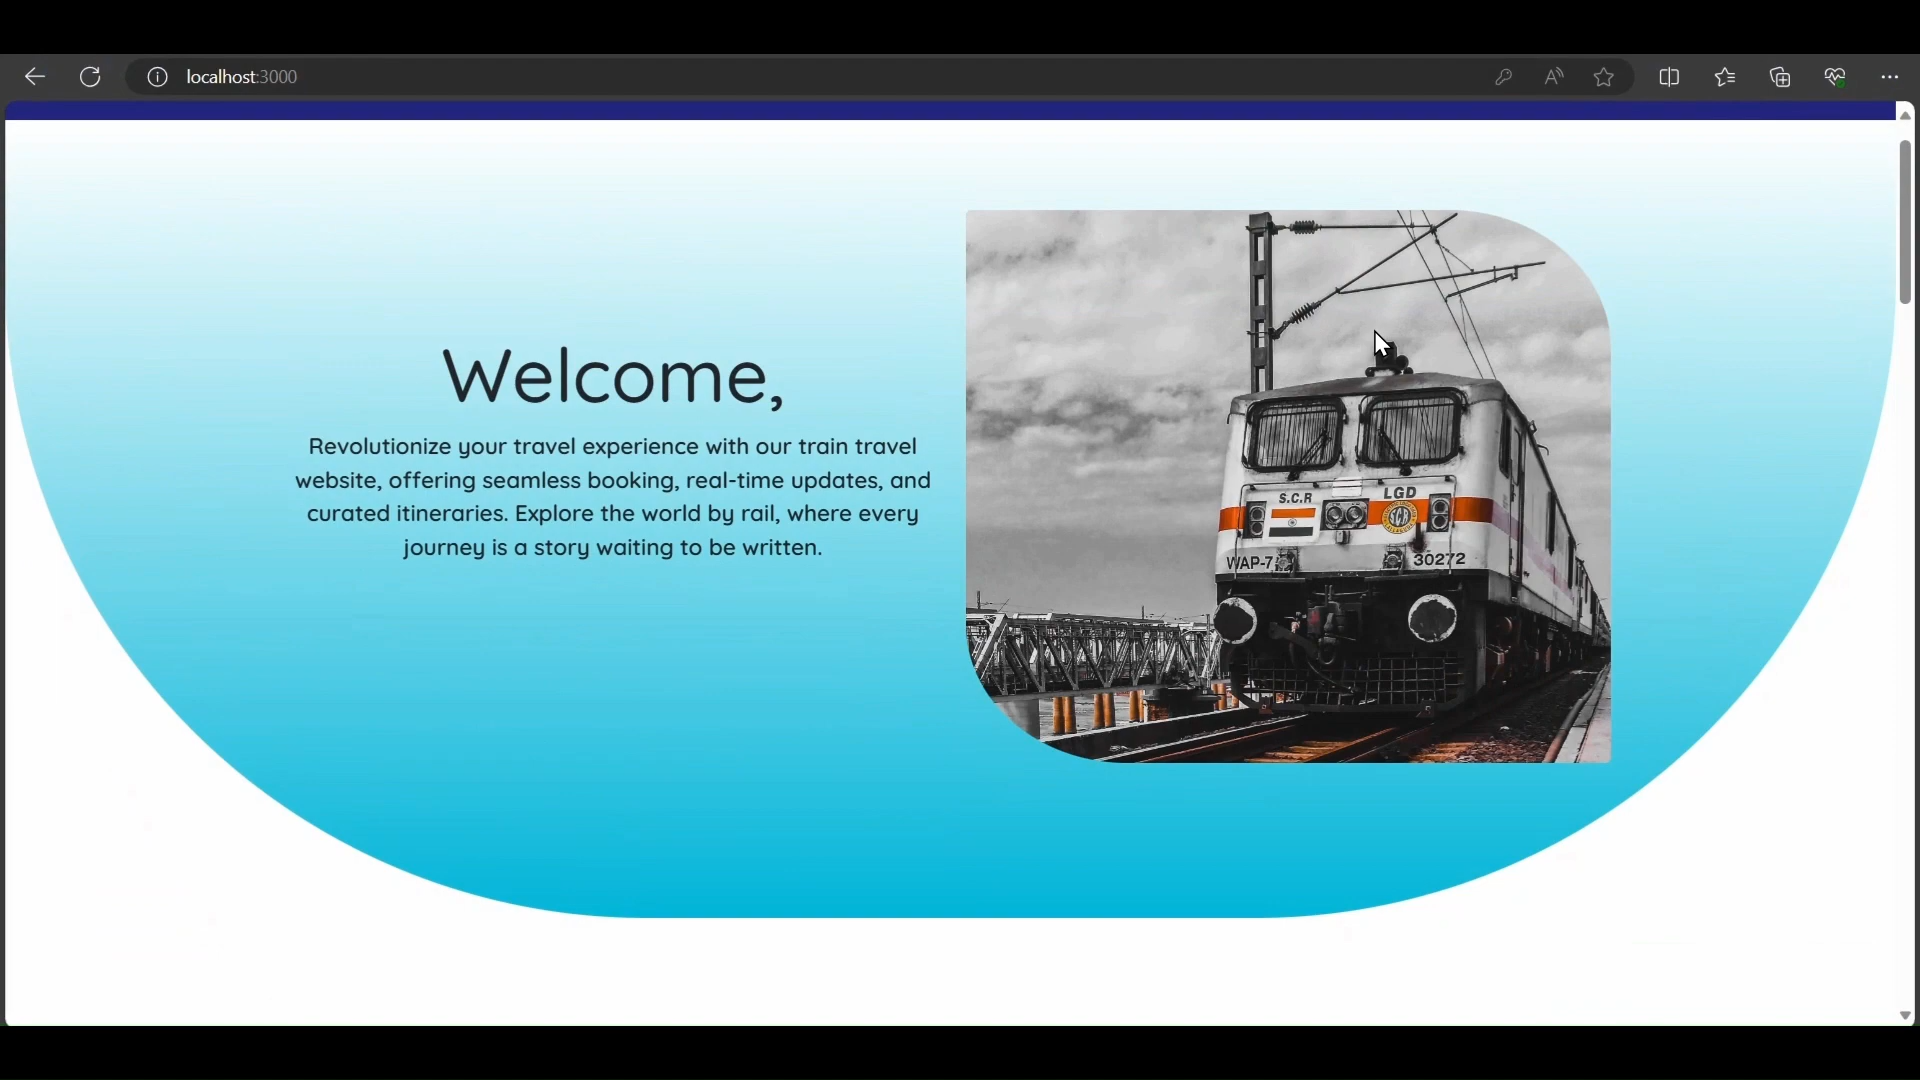 localhost:3000
Welcome,
Revolutionize your travel experience with our train travel
website, offering seamless booking, real-time updates, and
curated itineraries. Explore the world by rail, where every
journey is a story waiting to be written.
S.C.R
LGD
SCR
WAP-7
30272